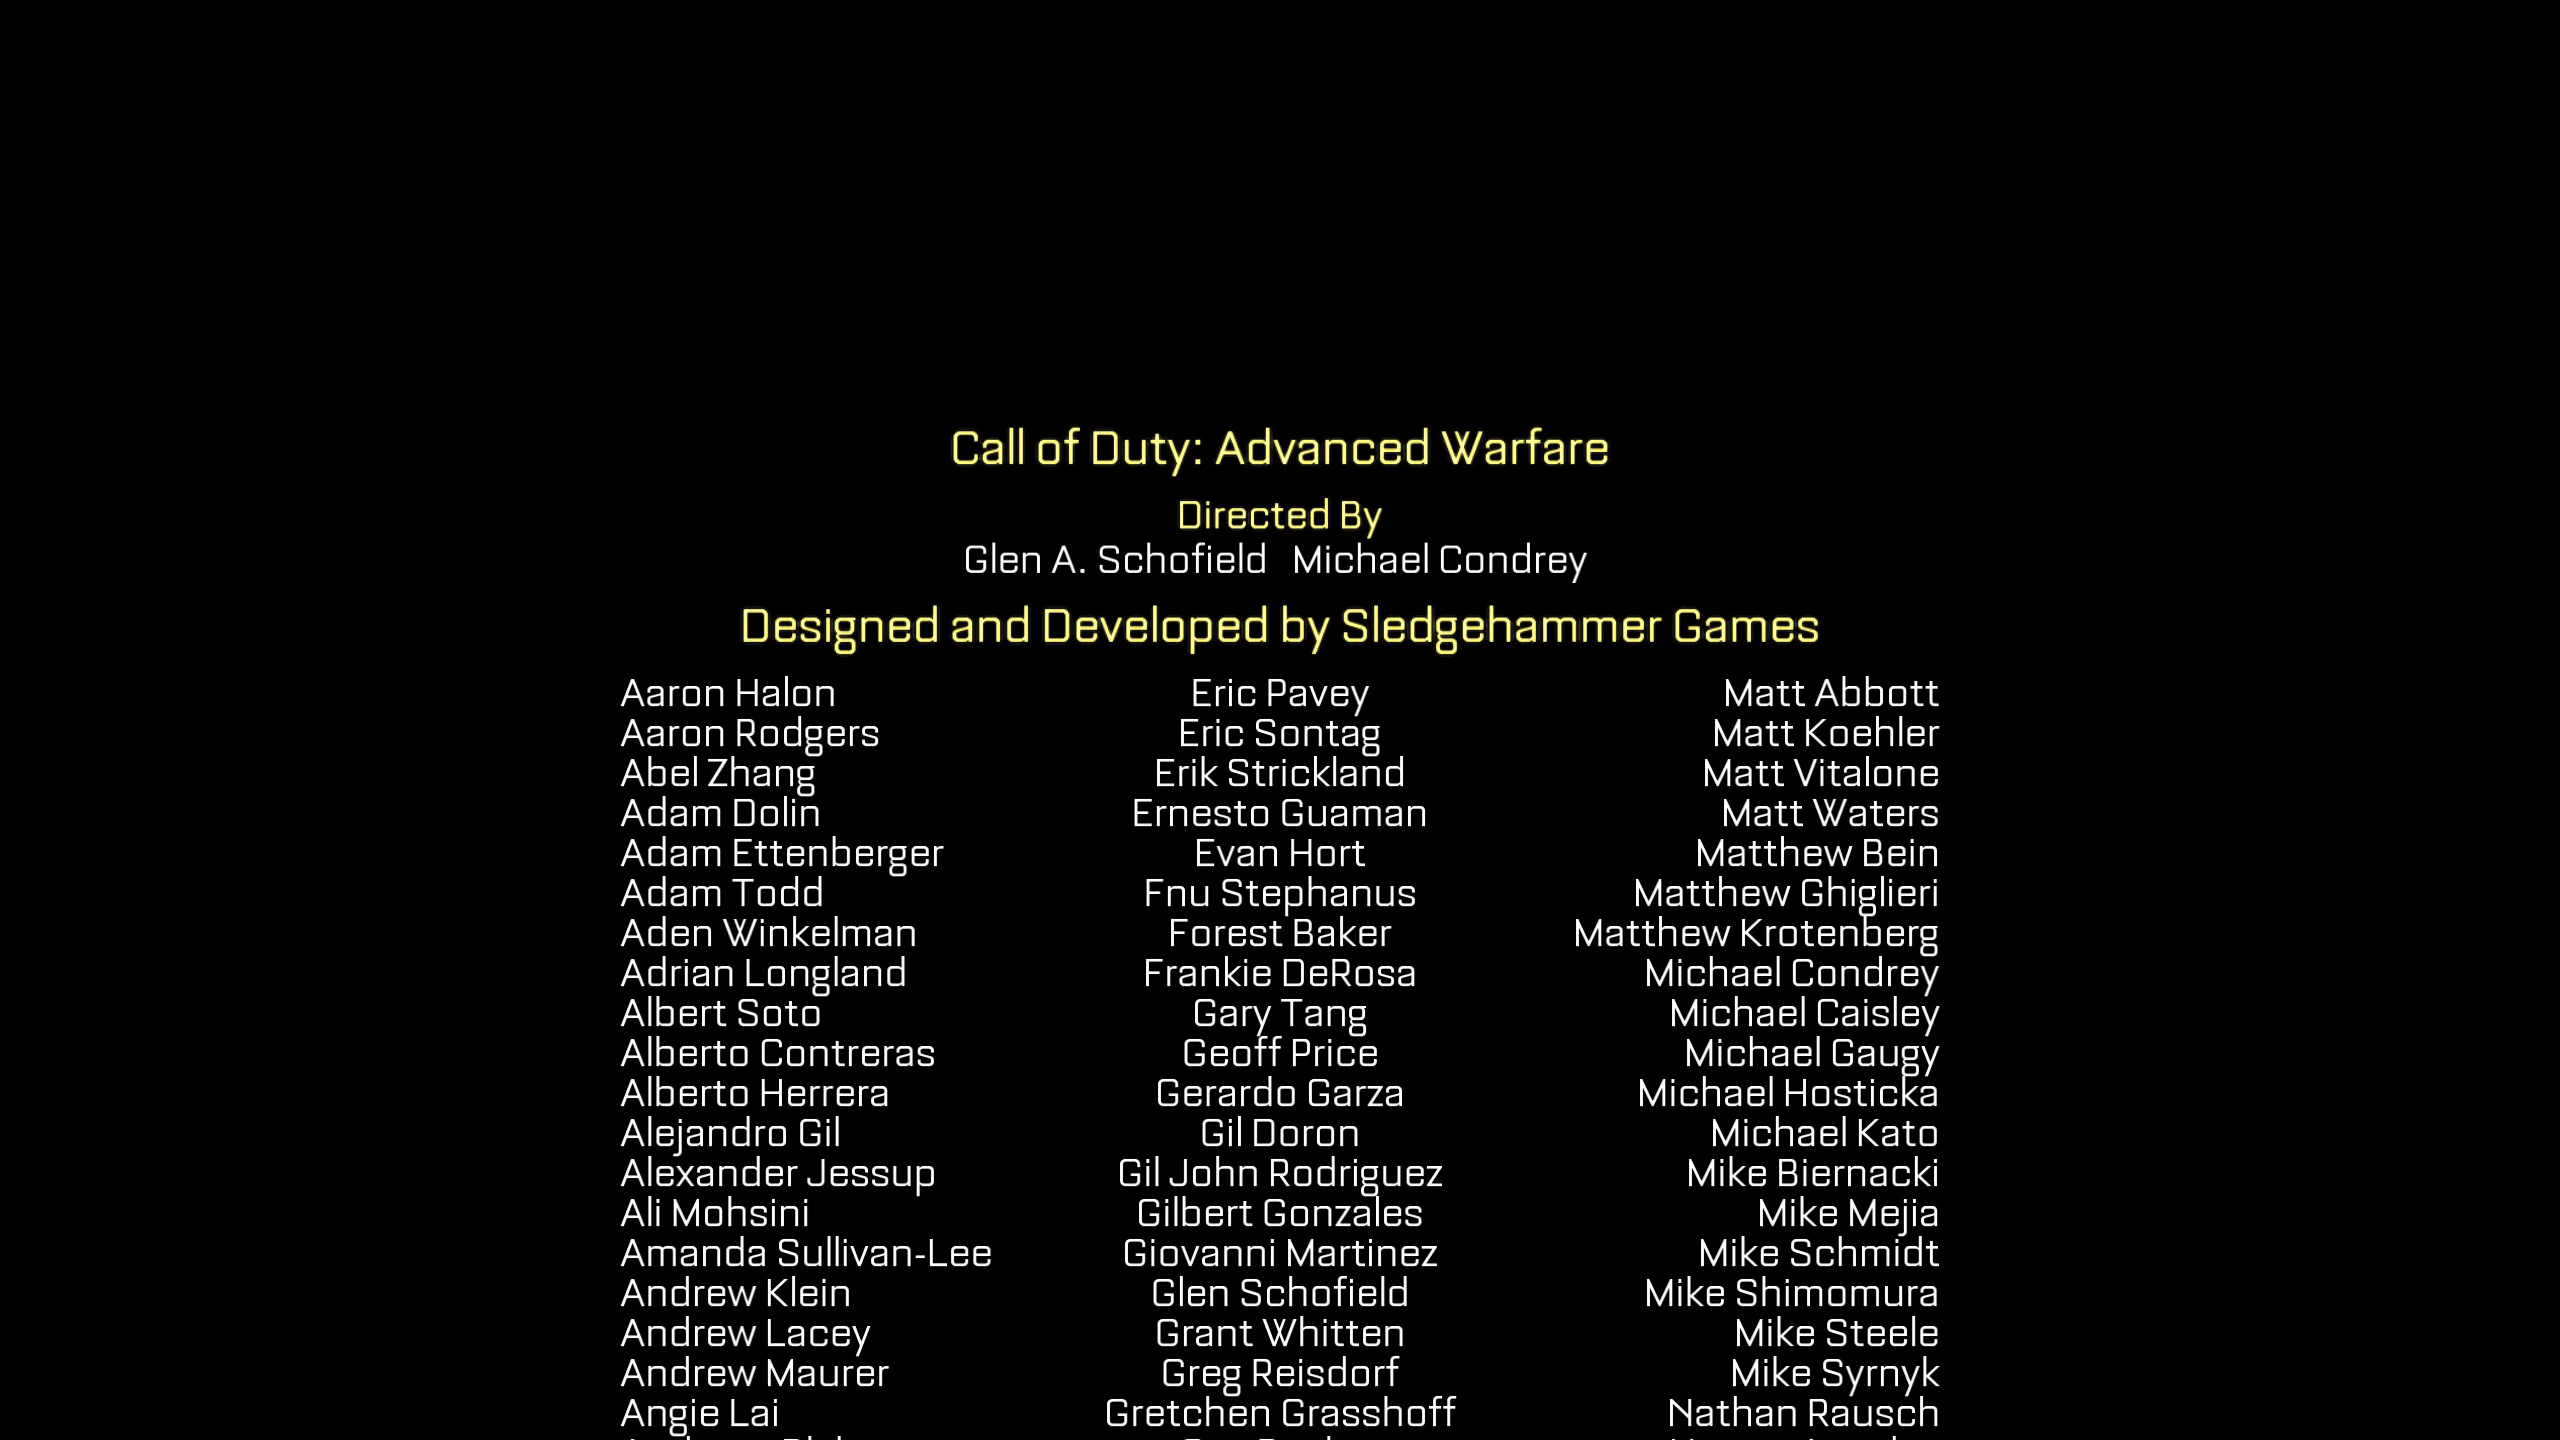 Call of Duty: Advanced Warfare
Directed By
Glen A. Schofield Michael Condrey
Designed and Developed by Sledgehammer Games
Aaron Halon Eric Pavey Matt Abbott
Aaron Rodgers Eric Sontag Matt Koehler
Abel Zhang Erik Strickland Matt Vitalone
Adam Dolin Ernesto Guaman Matt Waters
Adam Ettenberger Evan Hort Matthew Bein
Adam Todd Fnu Stephanus Matthew Ghiglieri
Aden Winkelman Forest Baker Matthew Krotenberg
Adrian Longland Frankie DeRosa Michael Condrey
Albert Soto Gary Tang Michael Caisley
Alberto Contreras Geoff Price Michael Gaugy
Alberto Herrera Gerardo Garza Michael Hosticka
Alejandro Gil Gil Doron Michael Kato
Alexander Jessup Gil John Rodriguez Mike Biernacki
Ali Mohsini Gilbert Gonzales Mike Mejia
Amanda Sullivan-Lee Giovanni Martinez Mike Schmidt
Andrew Klein Glen Schofield Mike Shimomura
Andrew Lacey Grant Whitten Mike Steele
Andrew Maurer Greg Reisdorf Mike Syrnyk
Angie Lai Gretchen Grasshoff Nathan Rausch